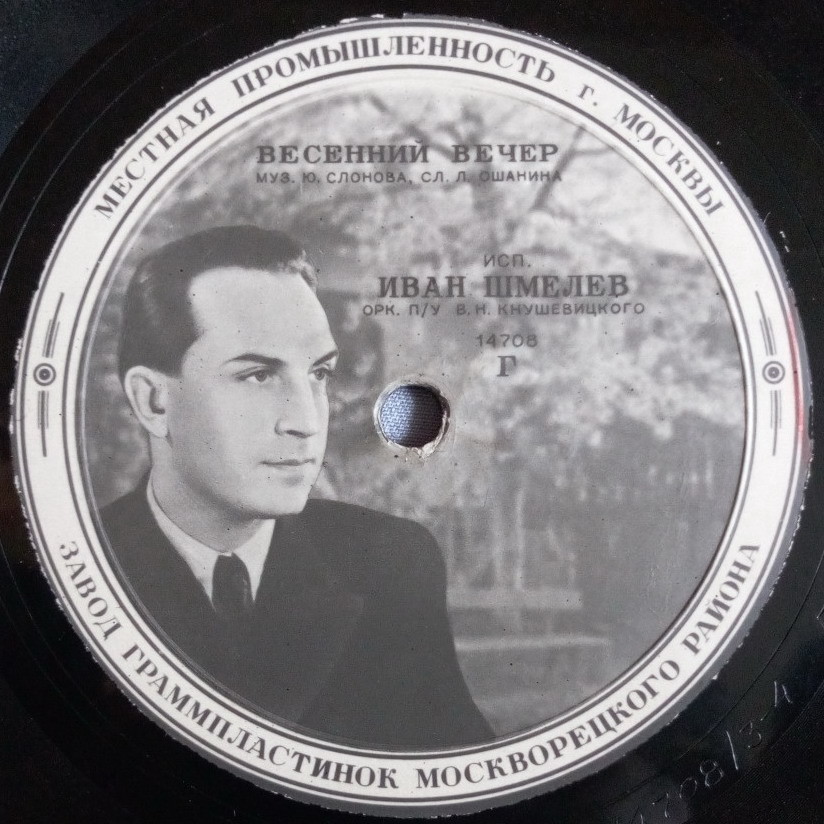 МЕСТНАЯ ПРОМЫШЛЕННОСТЬ г. МОСКВЫ
ВЕСЕННИЙ ВЕЧЕР
МУЗ. Ю. СЛОНОВА, СЛ. Л. ОШАНИНА
ИСП.
ИВАН ШМЕЛЕВ
ОРК. П/У В. Н. КНУШЕВИЦКОГО
14708
Г
ЗАВОД ГРАММПЛАСТИНОК МОСКВОРЕЦКОГО РАЙОНА